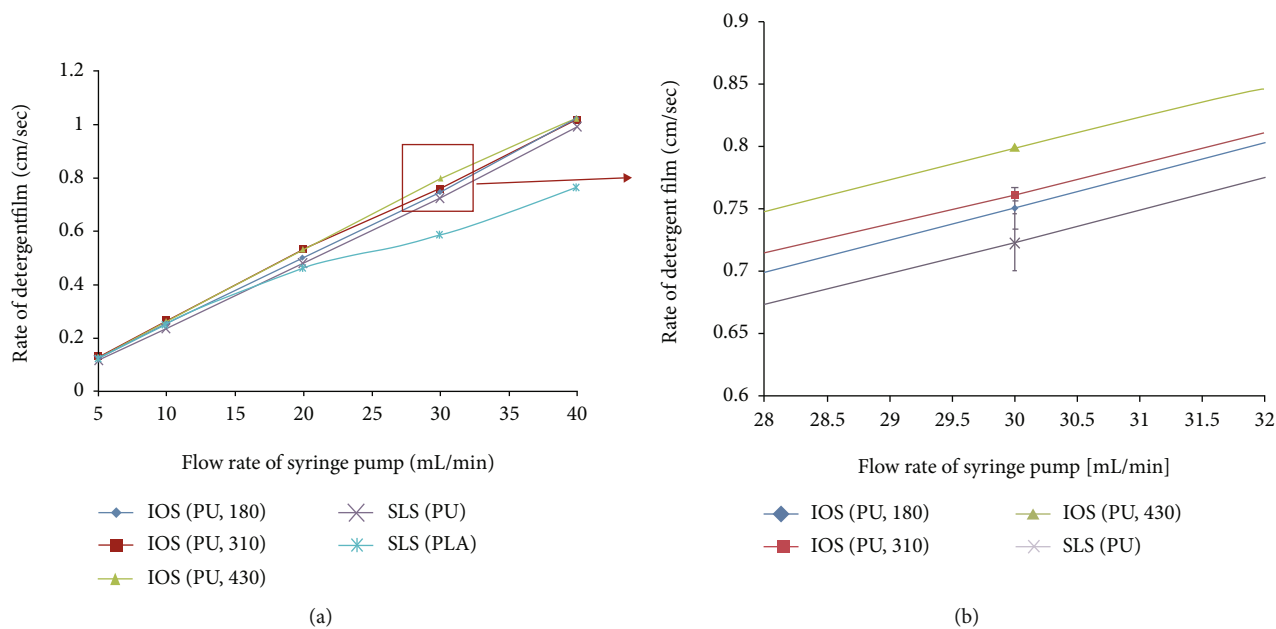 Rate of detergentfilm (cm/sec)
1.2
1
0.8
0.6
0.4
0.2
0
5
10
15
20
25
30
35
40
Flow rate of syringe pump (mL/min)
IOS (PU, 180)
IOS (PU, 310)
IOS (PU, 430)
SLS (PU)
SLS (PLA)
(a)
Rate of detergent film (cm/sec)
0.9
0.85
0.8
0.75
0.7
0.65
0.6
28
28.5
29
29.5
30
30.5
31
31.5
32
Flow rate of syringe pump [mL/min]
IOS (PU, 180)
IOS (PU, 310)
IOS (PU, 430)
SLS (PU)
(b)